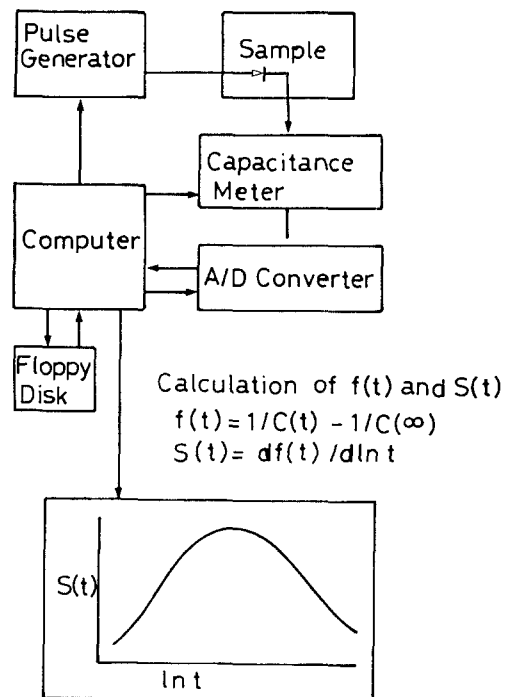 Pulse
Generator
Sample
Capacitance
Meter
Computer
A/D Converter
Floppy
Disk
Calculation of f(t) and S(t)
f(t)=1/C(t) - 1/C(∞)
S(t)= df(t)/dln t
S(t)
ln t